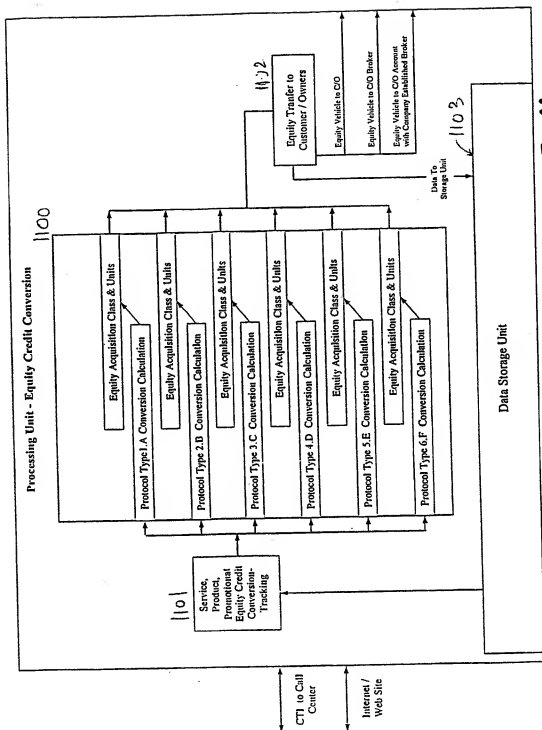 Processing Unit - Equity Credit Conversion
1100
1101
Service,
Product,
Promotional
Equity Credit
Conversion-
Tracking
Equity Acquisition Class & Units
Protocol Type1.A Conversion Calculation
Equity Acquisition Class & Units
Protocol Type 2.B Conversion Calculation
Equity Acquisition Class & Units
Protocol Type 3.C Conversion Calculation
Equity Acquisition Class & Units
Protocol Type 4.D Conversion Calculation
Equity Acquisition Class & Units
Protocol Type 5.E Conversion Calculation
Equity Acquisition Class & Units
Protocol Type 6.F Conversion Calculation
1102
Equity Tranfer to
Customer / Owners
Equity Vehicle to C/O
Equity Vehicle to C/O Broker
Equity Vehicle to C/O Account
with Company Established Broker
Data To
Storage Unit
1103
CTI to Call
Center
Internet /
Web Site
Data Storage Unit